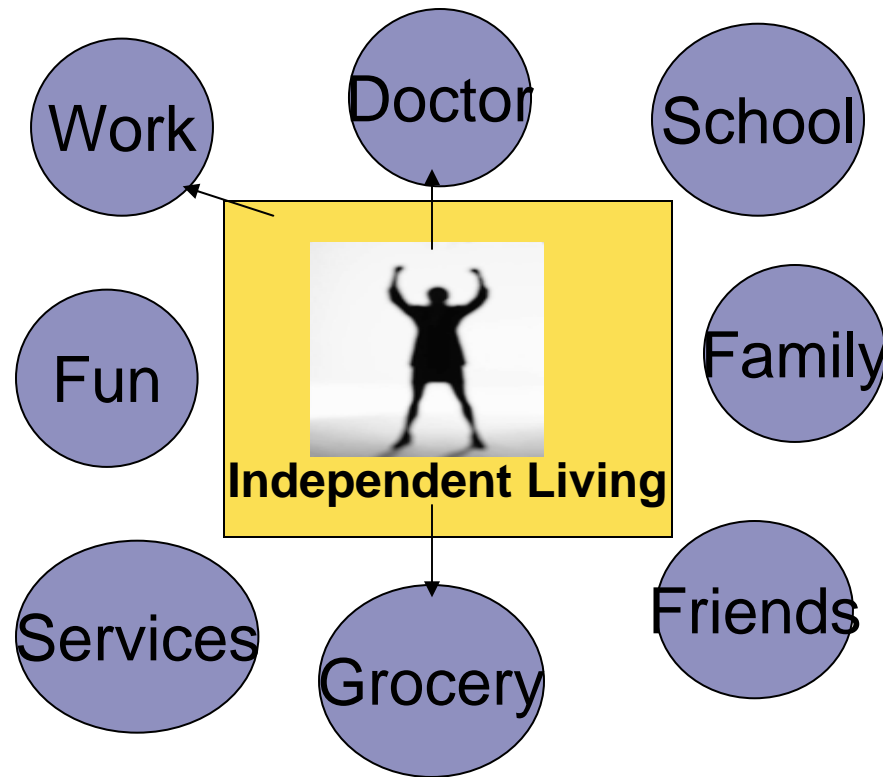 Work
Doctor
School
Fun
Family
Independent Living
Services
Grocery
Friends